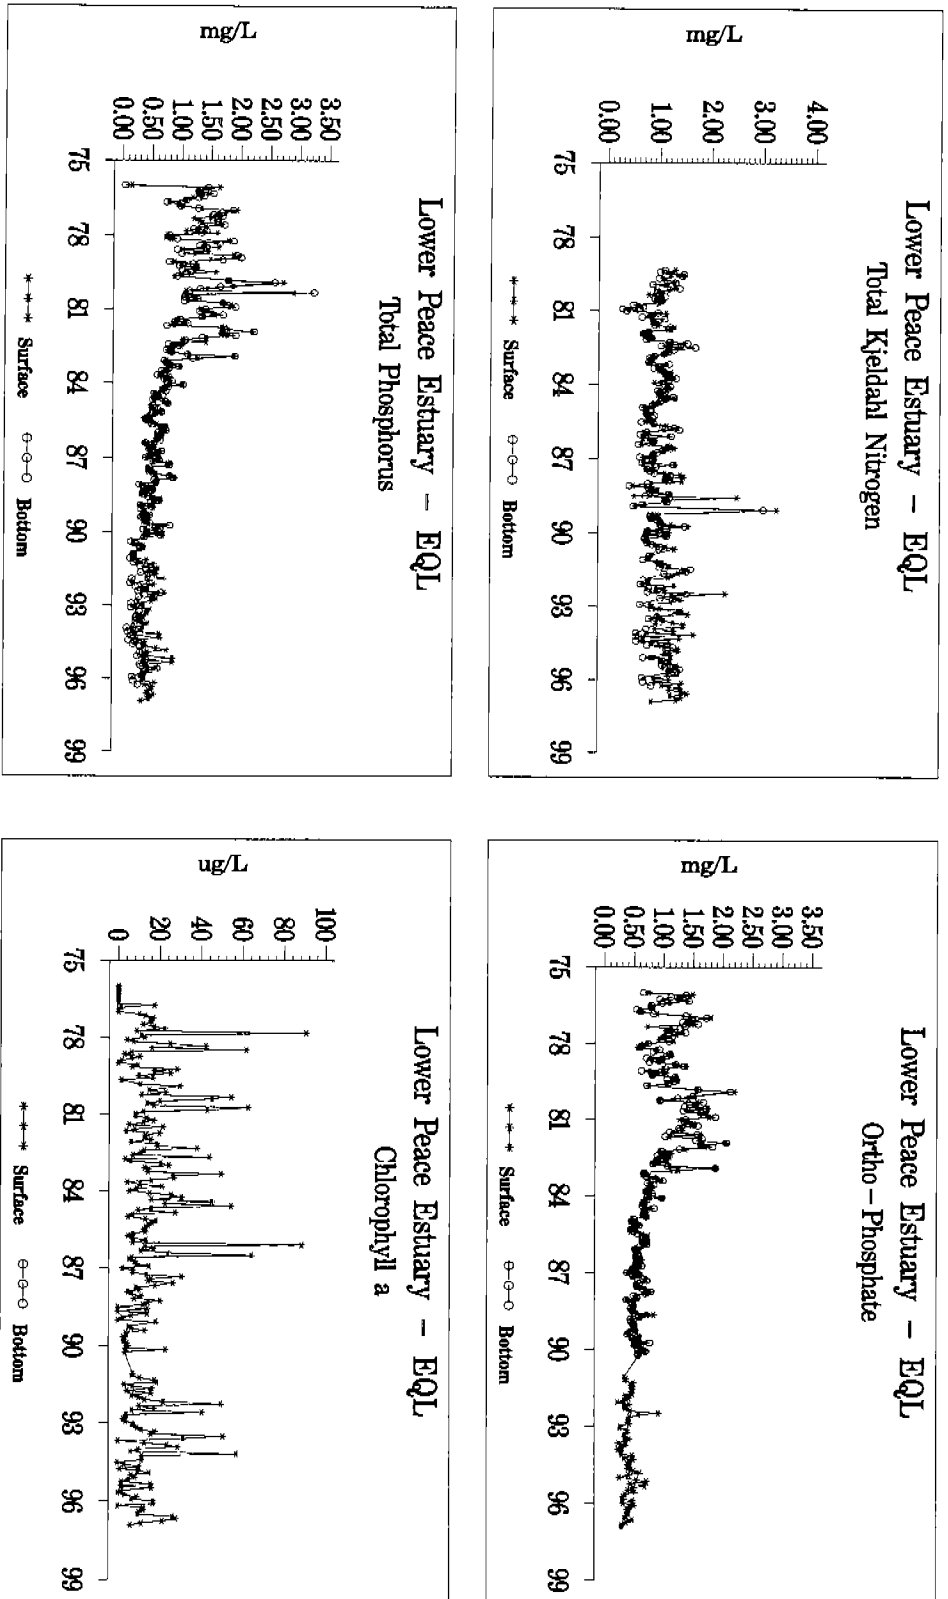 Lower Peace Estuary – EQL
Total Kjeldahl Nitrogen
mg/L
4.00
3.00
2.00
1.00
0.00
75 78 81 84 87 90 93 96 99
Surface Bottom
Lower Peace Estuary – EQL
Ortho–Phosphate
mg/L
3.50
3.00
2.50
2.00
1.50
1.00
0.50
0.00
75 78 81 84 87 90 93 96 99
Surface Bottom
Lower Peace Estuary – EQL
Total Phosphorus
mg/L
3.50
3.00
2.50
2.00
1.50
1.00
0.50
0.00
75 78 81 84 87 90 93 96 99
Surface Bottom
Lower Peace Estuary – EQL
Chlorophyll a
ug/L
100
80
60
40
20
0
75 78 81 84 87 90 93 96 99
Surface Bottom